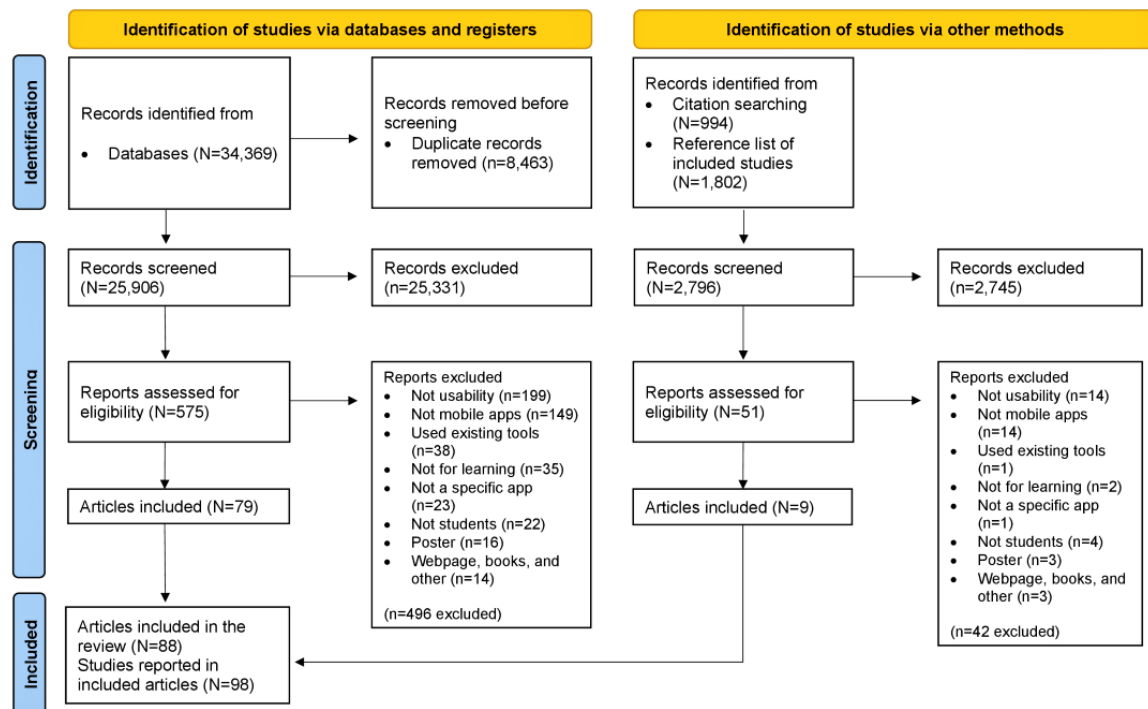 Identification of studies via databases and registers
Identification of studies via other methods
Identification
Records identified from
• Databases (N=34,369)
Records removed before
screening
• Duplicate records
removed (n=8,463)
Records identified from
• Citation searching
(N=994)
• Reference list of
included studies
(N=1,802)
Screening
Records screened
(N=25,906)
Records excluded
(n=25,331)
Records screened
(N=2,796)
Records excluded
(n=2,745)
Reports assessed for
eligibility (N=575)
Reports excluded
• Not usability (n=199)
• Not mobile apps (n=149)
• Used existing tools
(n=38)
• Not for learning (n=35)
• Not a specific app
(n=23)
• Not students (n=22)
• Poster (n=16)
• Webpage, books, and
other (n=14)
(n=496 excluded)
Reports assessed for
eligibility (N=51)
Reports excluded
• Not usability (n=14)
• Not mobile apps
(n=14)
• Used existing tools
(n=1)
• Not for learning (n=2)
• Not a specific app
(n=1)
• Not students (n=4)
• Poster (n=3)
• Webpage, books, and
other (n=3)
(n=42 excluded)
Articles included (N=79)
Articles included (N=9)
Included
Articles included in the
review (N=88)
Studies reported in
included articles (N=98)